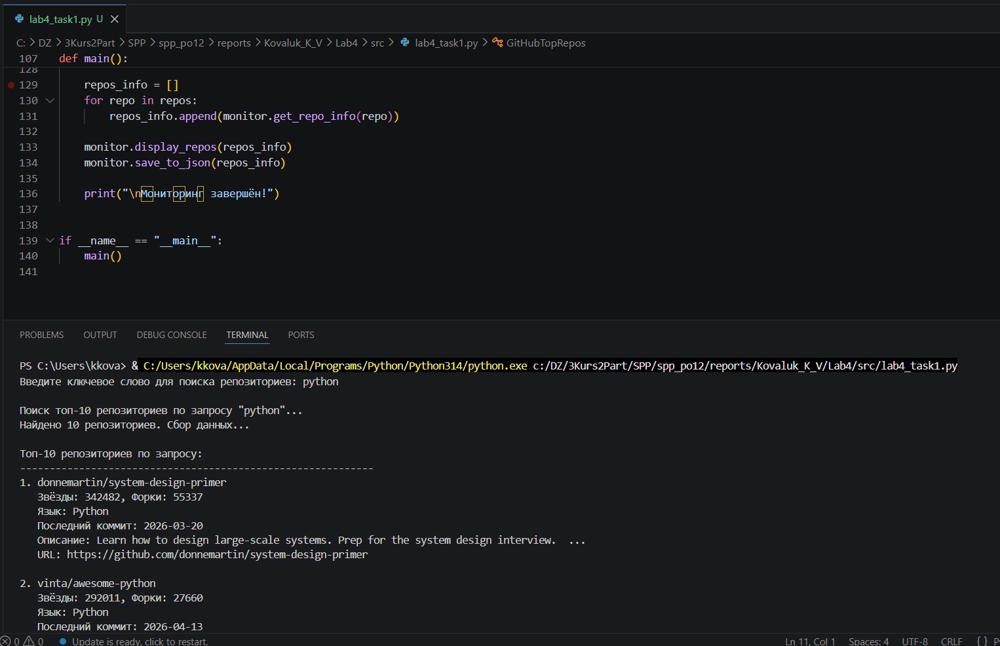 lab4_task1.py U
C: > DZ > 3Kurs2Part > SPP > spp_po12 > reports > Kovaluk_K_V > Lab4 > src > lab4_task1.py > GitHubTopRepos
107 def main():
128
129 repos_info = []
130 for repo in repos:
131 repos_info.append(monitor.get_repo_info(repo))
132
133 monitor.display_repos(repos_info)
134 monitor.save_to_json(repos_info)
135
136 print("\nМониторинг завершён!")
137
138
139 if __name__ == "__main__":
140 main()
141
PROBLEMS OUTPUT DEBUG CONSOLE TERMINAL PORTS
PS C:\Users\kkova> & C:/Users/kkova/AppData/Local/Programs/Python/Python314/python.exe c:/DZ/3Kurs2Part/SPP/spp_po12/reports/Kovaluk_K_V/Lab4/src/lab4_task1.py
Введите ключевое слово для поиска репозиториев: python
Поиск топ-10 репозиториев по запросу "python"...
Найдено 10 репозиториев. Сбор данных...
Топ-10 репозиториев по запросу:
------------------------------------------------------------
1. donnemartin/system-design-primer
Звёзды: 342482, Форки: 55337
Язык: Python
Последний коммит: 2026-03-20
Описание: Learn how to design large-scale systems. Prep for the system design interview.  ...
URL: https://github.com/donnemartin/system-design-primer
2. vinta/awesome-python
Звёзды: 292011, Форки: 27660
Язык: Python
Последний коммит: 2026-04-13
0 0 Update is ready, click to restart. Ln 11, Col 1 Spaces: 4 UTF-8 CRLF { }